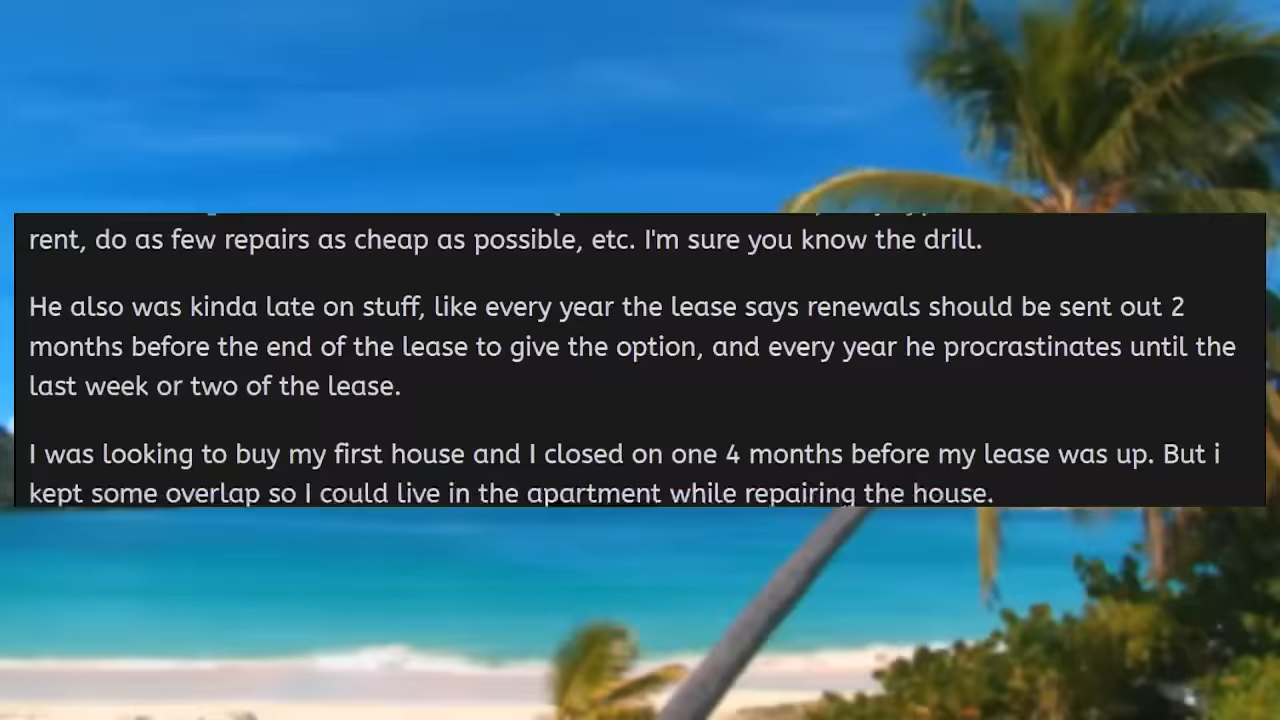 rent, do as few repairs as cheap as possible, etc. I'm sure you know the drill.
He also was kinda late on stuff, like every year the lease says renewals should be sent out 2
months before the end of the lease to give the option, and every year he procrastinates until the
last week or two of the lease.
I was looking to buy my first house and I closed on one 4 months before my lease was up. But i
kept some overlap so I could live in the apartment while repairing the house.